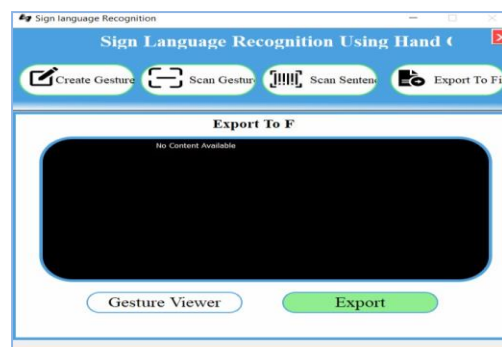 Sign language Recognition
Sign Language Recognition Using Hand
Create Gesture Scan Gestur Scan Senten Export To Fi
Export To F
No Content Available
Gesture Viewer Export